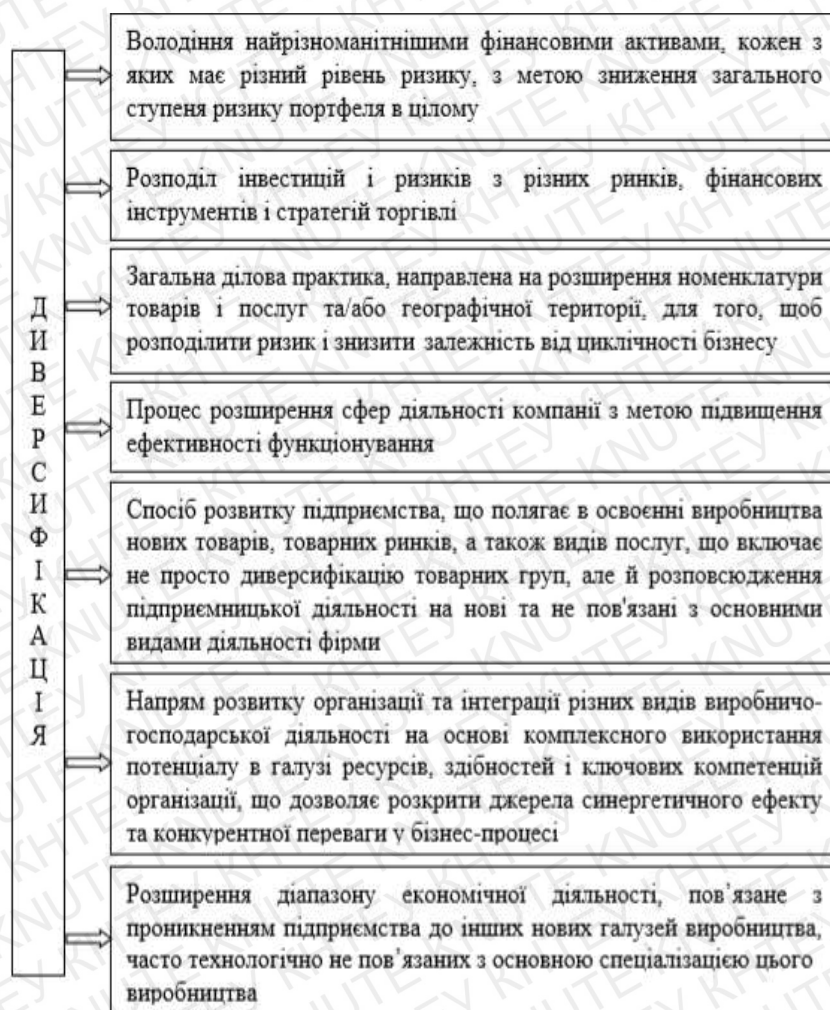 Володіння найрізноманітнішими фінансовими активами, кожен з
яких має різний рівень ризику, з метою зниження загального
ступеня ризику портфеля в цілому
Розподіл інвестицій і ризиків з різних ринків, фінансових
інструментів і стратегій торгівлі
Загальна ділова практика, направлена на розширення номенклатури
товарів і послуг та/або географічної території, для того, щоб
розподілити ризик і знизити залежність від циклічності бізнесу
Процес розширення сфер діяльності компанії з метою підвищення
ефективності функціонування
Спосіб розвитку підприємства, що полягає в освоєнні виробництва
нових товарів, товарних ринків, а також видів послуг, що включає
не просто диверсифікацію товарних груп, але й розповсюдження
підприємницької діяльності на нові та не пов'язані з основними
видами діяльності фірми
Напрям розвитку організації та інтеграції різних видів виробничо-
господарської діяльності на основі комплексного використання
потенціалу в галузі ресурсів, здібностей і ключових компетенцій
організації, що дозволяє розкрити джерела синергетичного ефекту
та конкурентної переваги у бізнес-процесі
Розширення діапазону економічної діяльності, пов’язане з
проникненням підприємства до інших нових галузей виробництва,
часто технологічно не пов’язаних з основною спеціалізацією цього
виробництва
Д
И
В
Е
Р
С
И
Ф
І
К
А
Ц
І
Я
KNUTE КНТЕУ